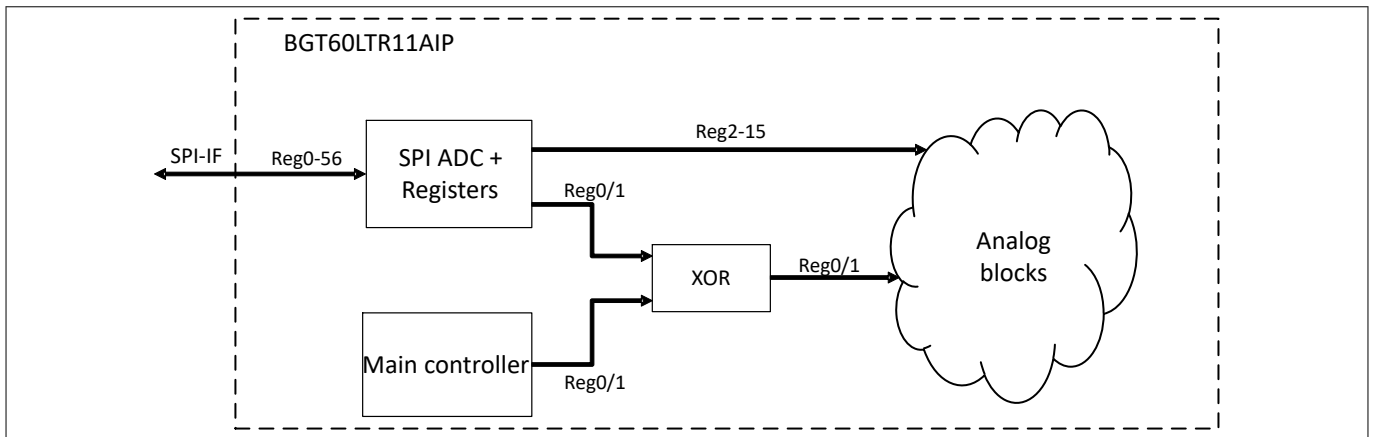 BGT60LTR11AIP
SPI-IF
Reg0-56
SPI ADC +
Registers
Reg2-15
Reg0/1
XOR
Reg0/1
Analog
blocks
Main controller
Reg0/1